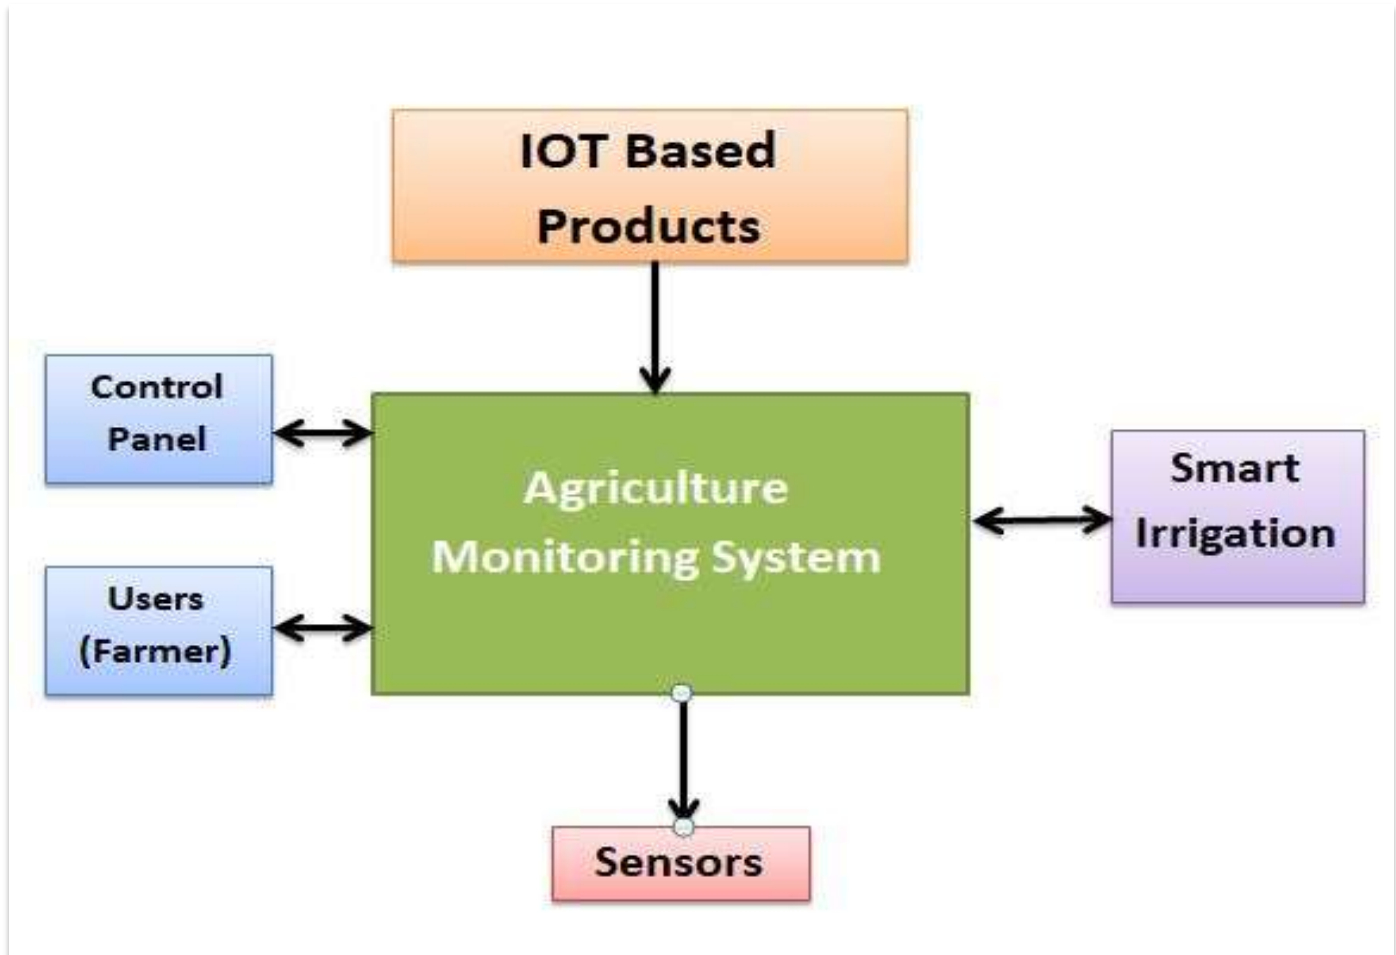 IOT Based
Products
Control
Panel
Agriculture
Monitoring System
Smart
Irrigation
Users
(Farmer)
Sensors